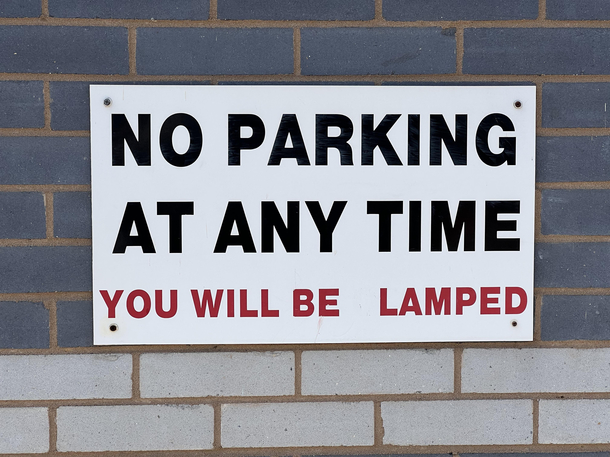 NO PARKING
AT ANY TIME
YOU WILL BE LAMPED